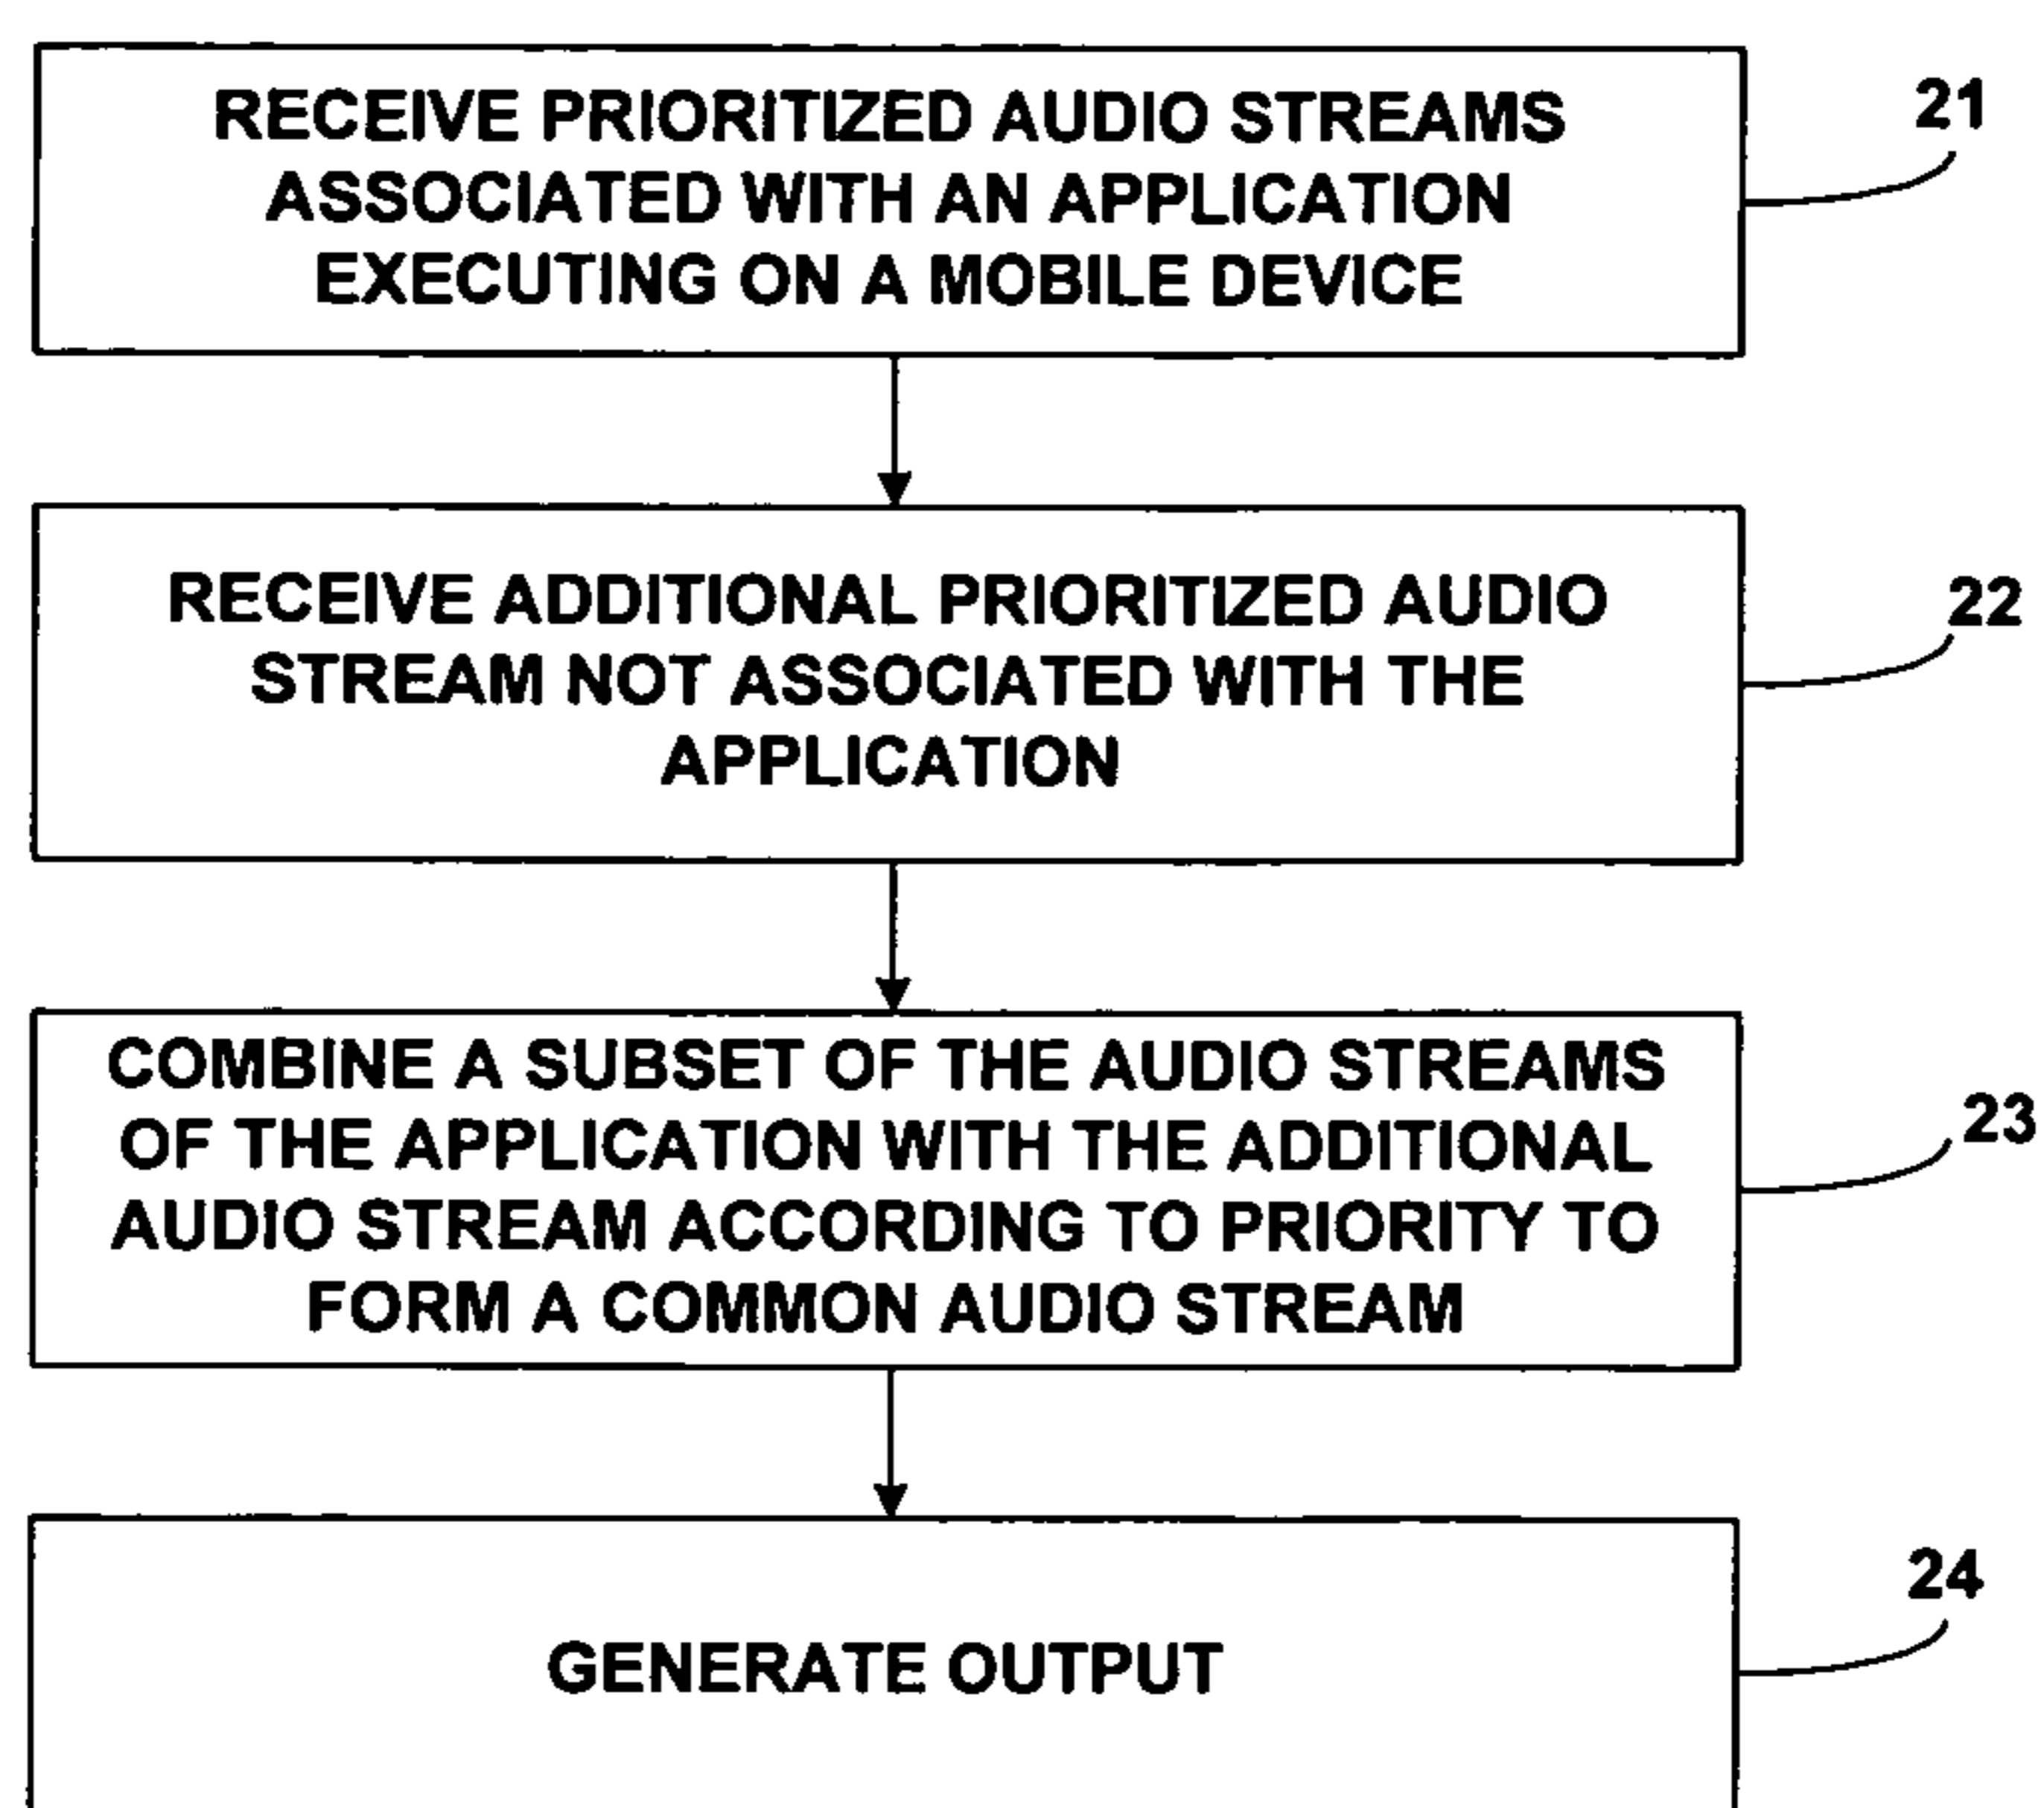 RECEIVE PRIORITIZED AUDIO STREAMS
ASSOCIATED WITH AN APPLICATION
EXECUTING ON A MOBILE DEVICE
21
RECEIVE ADDITIONAL PRIORITIZED AUDIO
STREAM NOT ASSOCIATED WITH THE
APPLICATION
22
COMBINE A SUBSET OF THE AUDIO STREAMS
OF THE APPLICATION WITH THE ADDITIONAL
AUDIO STREAM ACCORDING TO PRIORITY TO
FORM A COMMON AUDIO STREAM
23
GENERATE OUTPUT
24